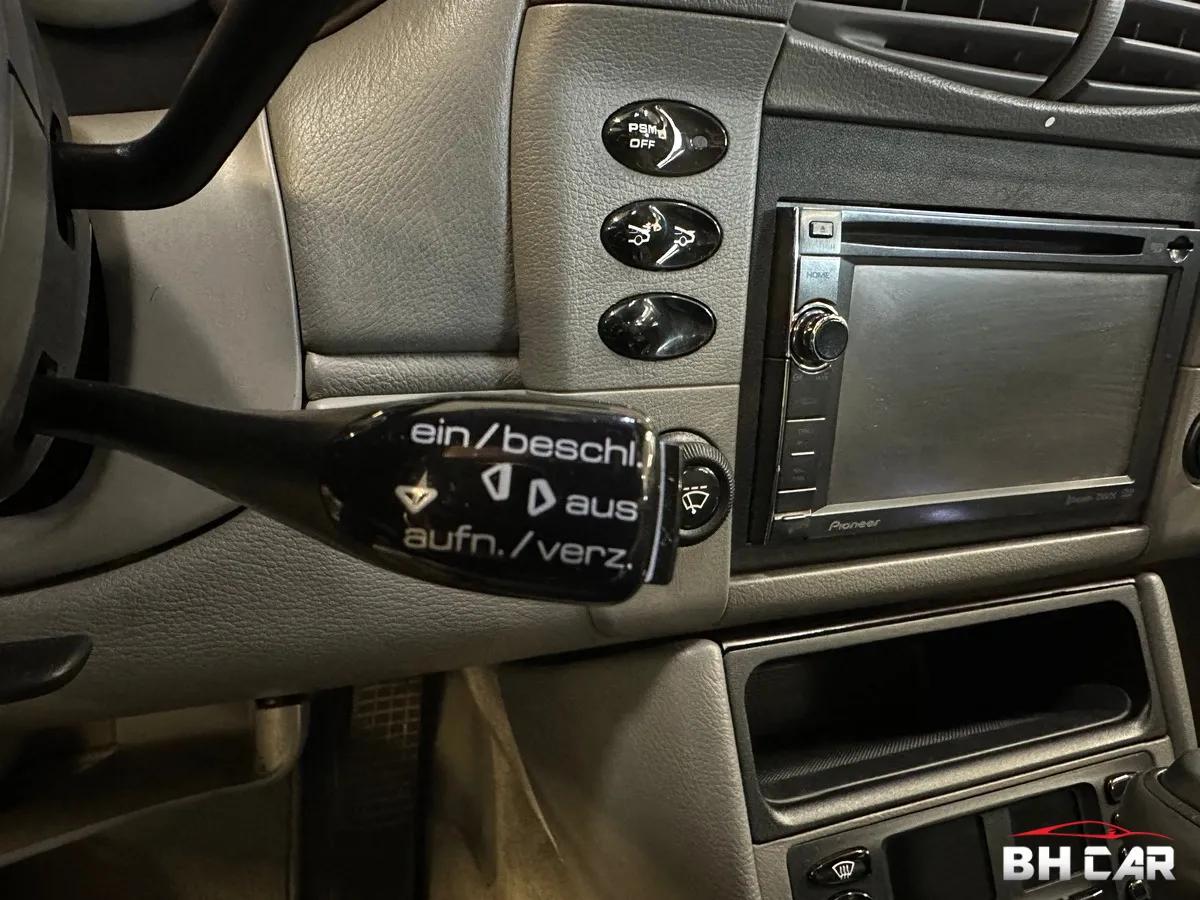 PSM
OFF
HOME
ein/beschl.
aus
aufn./verz.
Pioneer
BH CAR